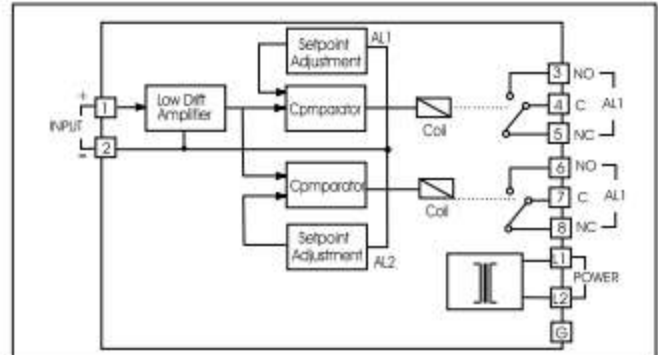 Setpoint
Adjustment
AL1
3 NO
+
1
Low Drift
Amplifier
Cpmparator
4 C AL1
INPUT
Coil
5 NC
2
-
6 NO
Cpmparator
7 C AL1
Coil
8 NC
Setpoint
Adjustment
AL2
L1
POWER
L2
G